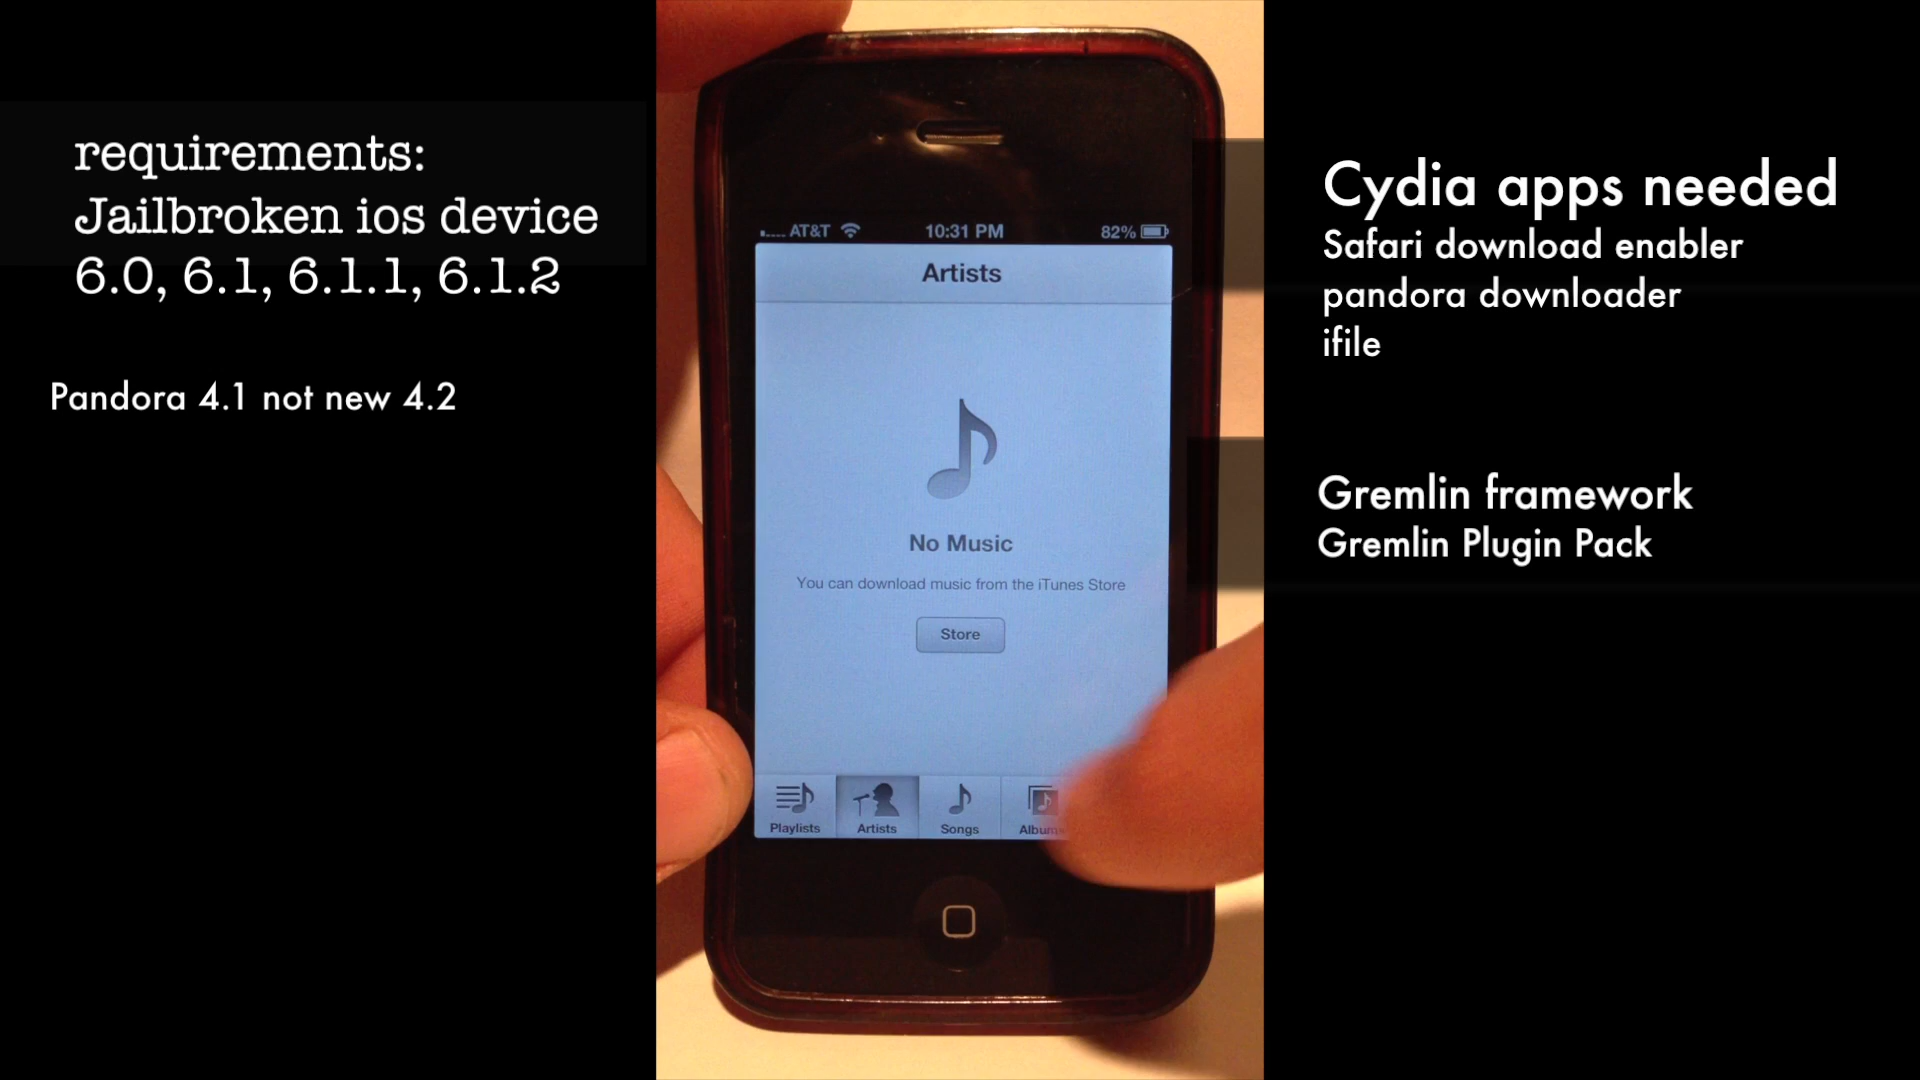 requirements:
Jailbroken ios device
6.0, 6.1, 6.1.1, 6.1.2
Pandora 4.1 not new 4.2
AT&T 10:31 PM 82%
Artists
No Music
You can download music from the iTunes Store
Store
Playlists Artists Songs Albums
Cydia apps needed
Safari download enabler
pandora downloader
ifile
Gremlin framework
Gremlin Plugin Pack